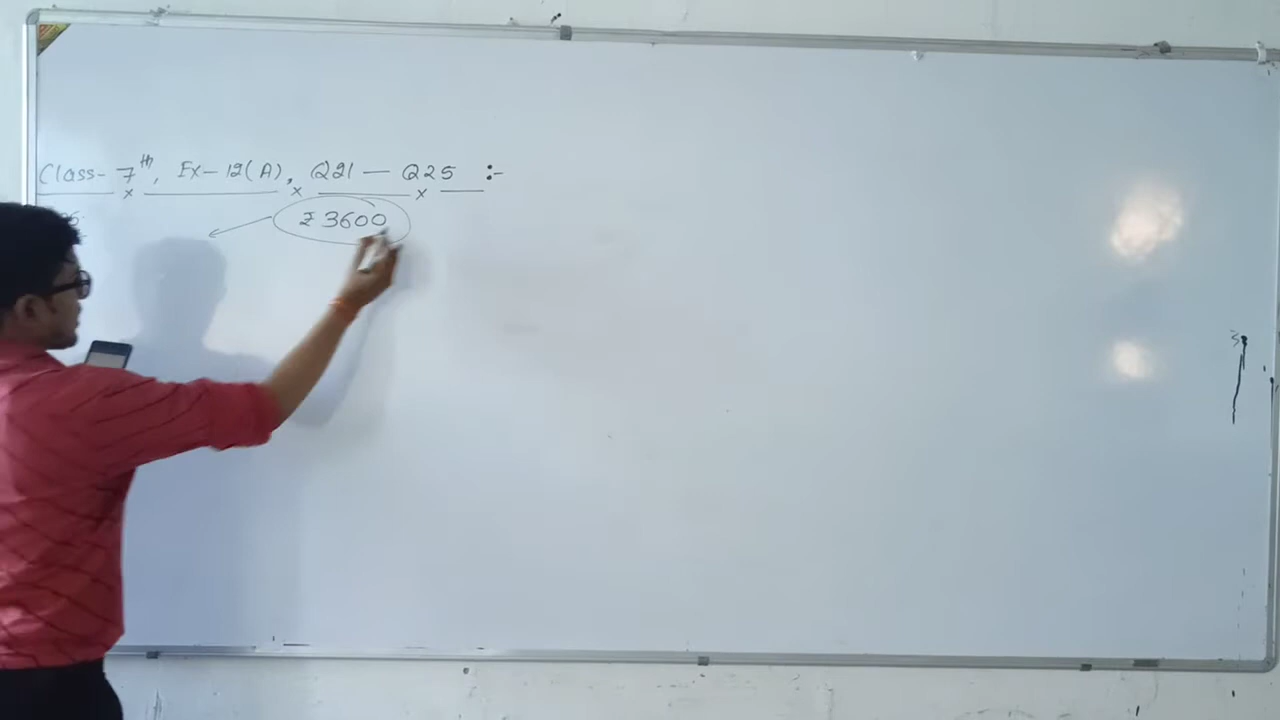 Class- 7th, Ex-12(A), Q21 — Q25 :-
₹ 3600